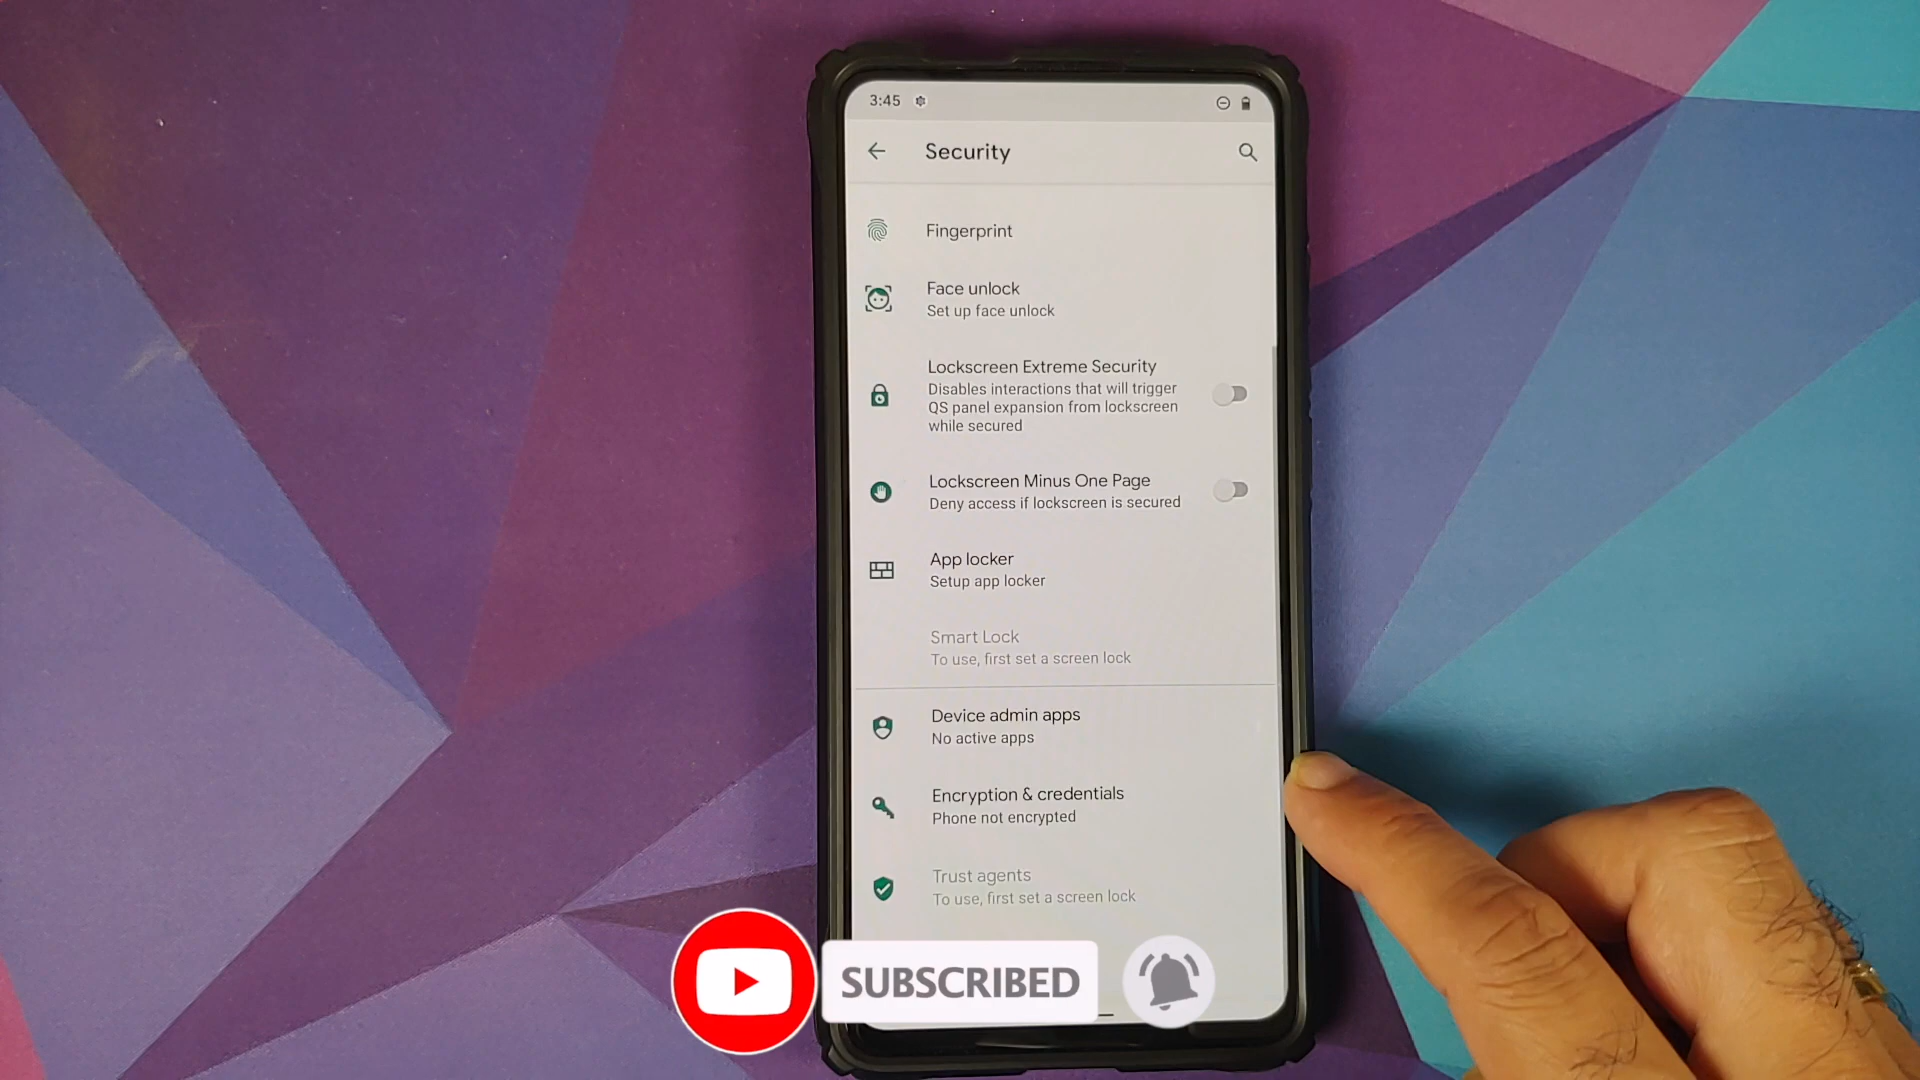 3:45
Security
Fingerprint
Face unlock
Set up face unlock
Lockscreen Extreme Security
Disables interactions that will trigger
QS panel expansion from lockscreen
while secured
Lockscreen Minus One Page
Deny access if lockscreen is secured
App locker
Setup app locker
Smart Lock
To use, first set a screen lock
Device admin apps
No active apps
Encryption & credentials
Phone not encrypted
Trust agents
To use, first set a screen lock
SUBSCRIBED